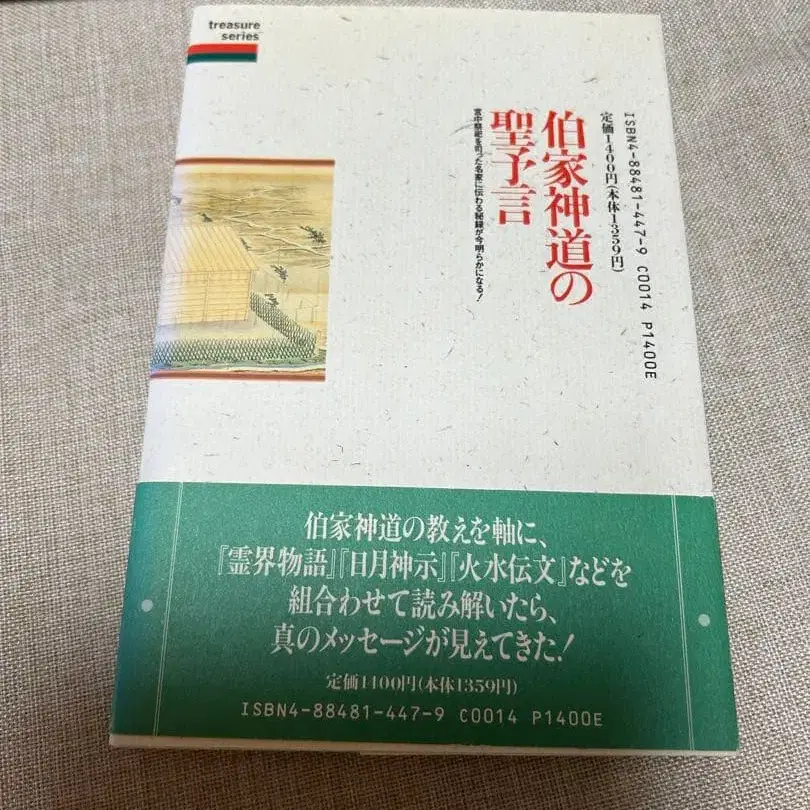 treasure
series
ISBN4-88481-447-9 C0014 P1400E
定価1400円(本体1359円)
伯家神道の
聖予言
宮中祭祀を司った名家に伝わる秘録が今明らかになる!
伯家神道の教えを軸に、
『霊界物語』『日月神示』『火水伝文』などを
組合わせて読み解いたら、
真のメッセージが見えてきた!
定価1400円(本体1359円)
ISBN4-88481-447-9 C0014 P1400E